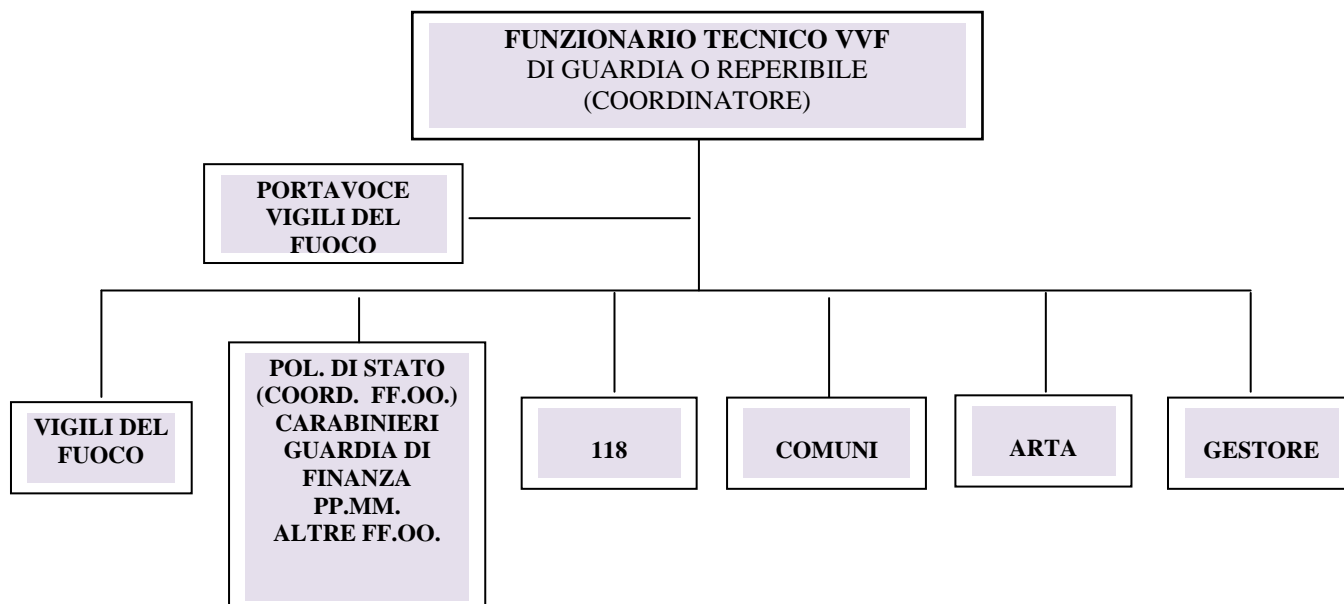 FUNZIONARIO TECNICO VVF
DI GUARDIA O REPERIBILE
(COORDINATORE)
PORTAVOCE
VIGILI DEL
FUOCO
VIGILI DEL
FUOCO
POL. DI STATO
(COORD. FF.OO.)
CARABINIERI
GUARDIA DI
FINANZA
PP.MM.
ALTRE FF.OO.
118
COMUNI
ARTA
GESTORE